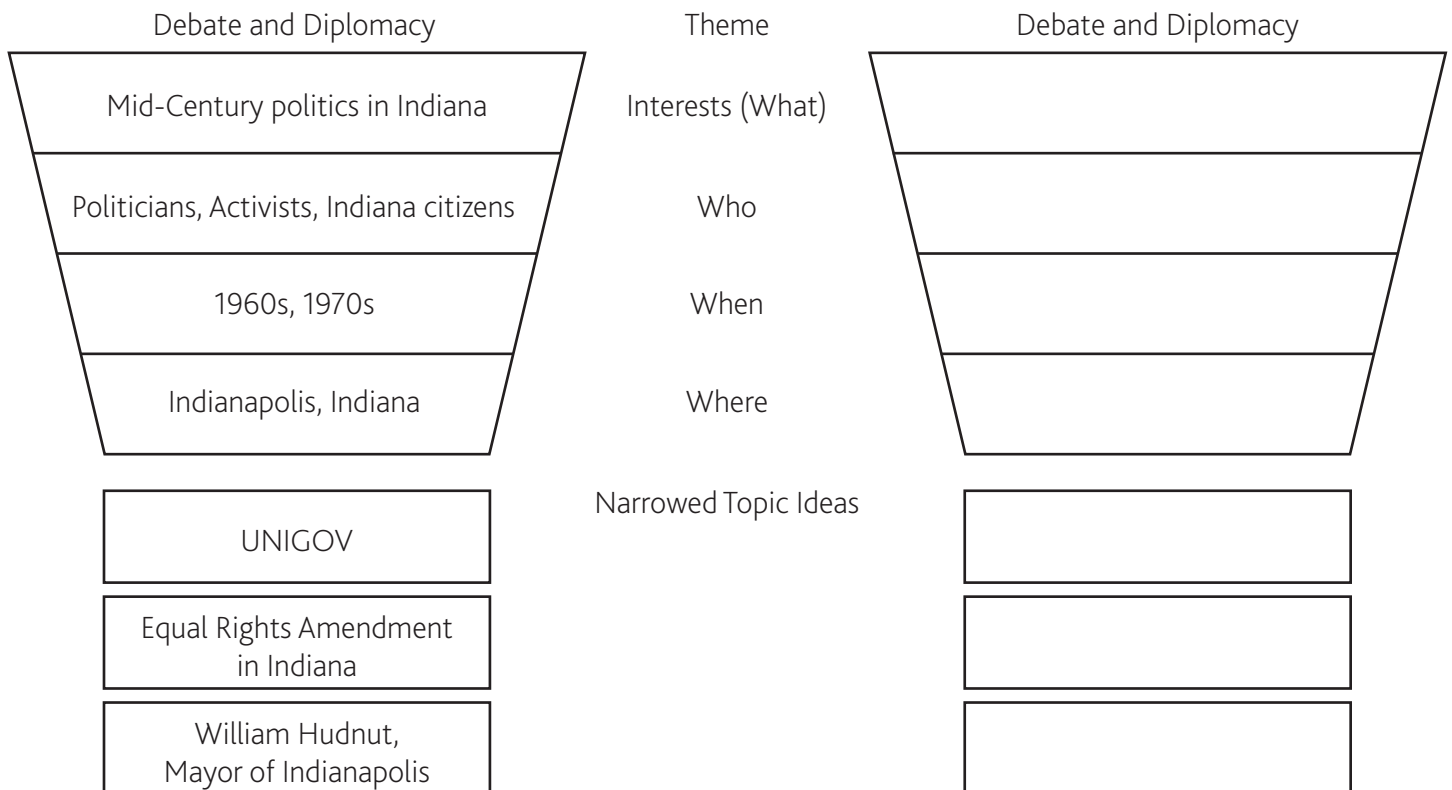 Debate and Diplomacy
Theme
Debate and Diplomacy
Mid-Century politics in Indiana
Interests (What)
Politicians, Activists, Indiana citizens
Who
1960s, 1970s
When
Indianapolis, Indiana
Where
Narrowed Topic Ideas
UNIGOV
Equal Rights Amendment
in Indiana
William Hudnut,
Mayor of Indianapolis